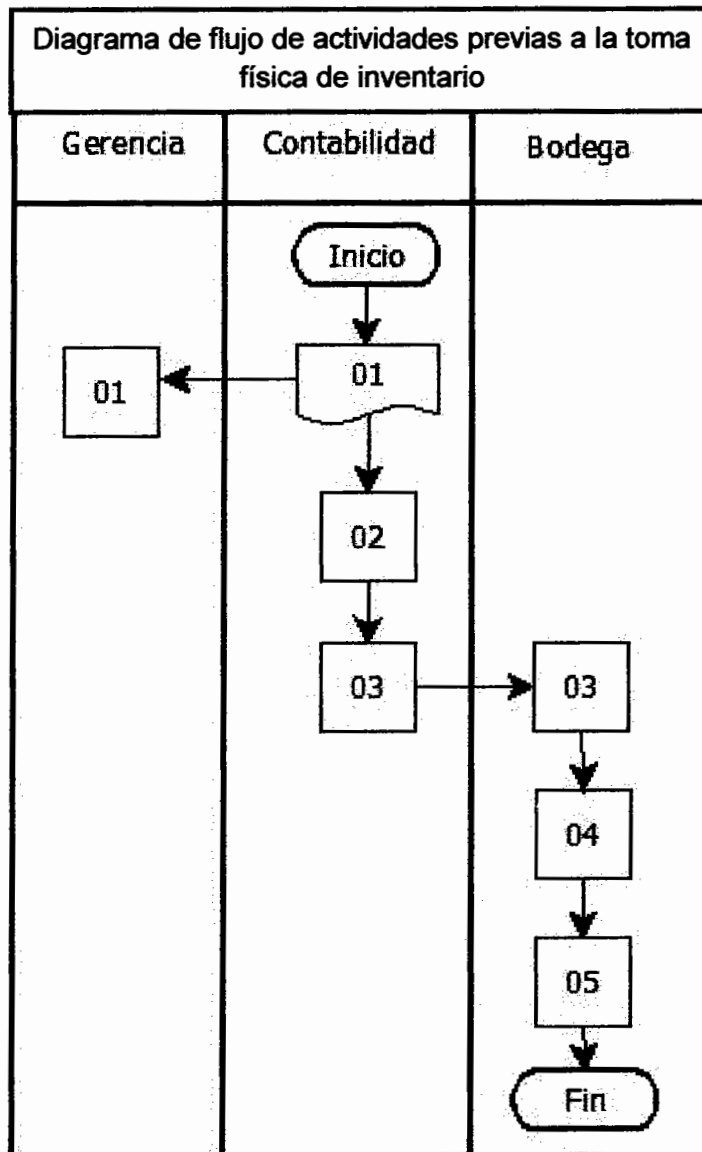 Diagrama de flujo de actividades previas a la toma
física de inventario
Gerencia Contabilidad Bodega
Inicio
01 01
02
03 03
04
05
Fin